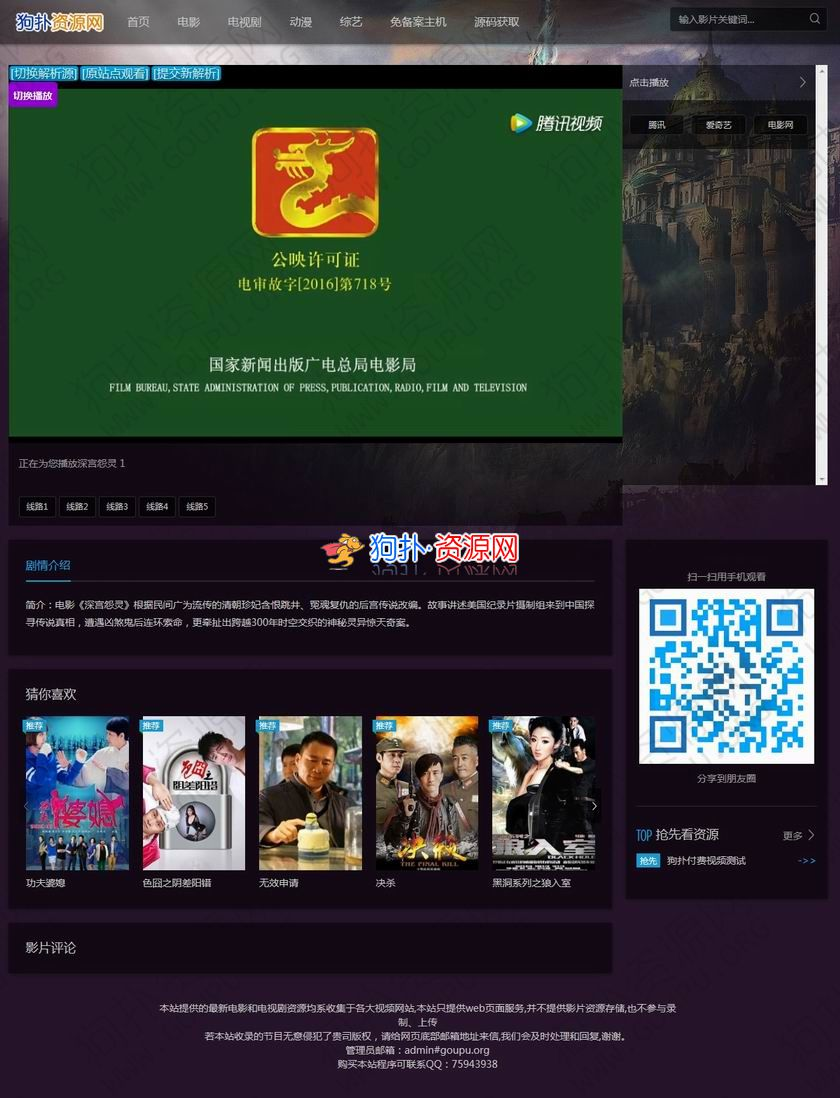 狗扑资源网 首页 电影 电视剧 动漫 综艺 免备案主机 源码获取 输入影片关键词...
[切换解析源] [原站点观看] [提交新解析]
切换播放
腾讯视频
公映许可证
电审故字[2016]第718号
国家新闻出版广电总局电影局
FILM BUREAU,STATE ADMINISTRATION OF PRESS,PUBLICATION,RADIO,FILM AND TELEVISION
点击播放
腾讯 爱奇艺 电影网
正在为您播放深宫怨灵 1
线路1 线路2 线路3 线路4 线路5
狗扑·资源网
剧情介绍
简介：电影《深宫怨灵》根据民间广为流传的清朝珍妃含恨跳井、冤魂复仇的后宫传说改编。故事讲述美国纪录片摄制组来到中国探
寻传说真相，遭遇凶煞鬼后连环索命，更牵扯出跨越300年时空交织的神秘灵异惊天奇案。
扫一扫用手机观看
分享到朋友圈
猜你喜欢
推荐 推荐 推荐 推荐 推荐
决杀
THE FINAL KILL
狼入室
BLACK HOLE
功夫婆媳 色囧之阴差阳错 无效申请 决杀 黑洞系列之狼入室
TOP 抢先看资源 更多
抢先 狗扑付费视频测试 ->>
影片评论
本站提供的最新电影和电视剧资源均系收集于各大视频网站,本站只提供web页面服务,并不提供影片资源存储,也不参与录
制、上传
若本站收录的节目无意侵犯了贵司版权，请给网页底部邮箱地址来信,我们会及时处理和回复,谢谢。
管理员邮箱：admin#goupu.org
购买本站程序可联系QQ：75943938